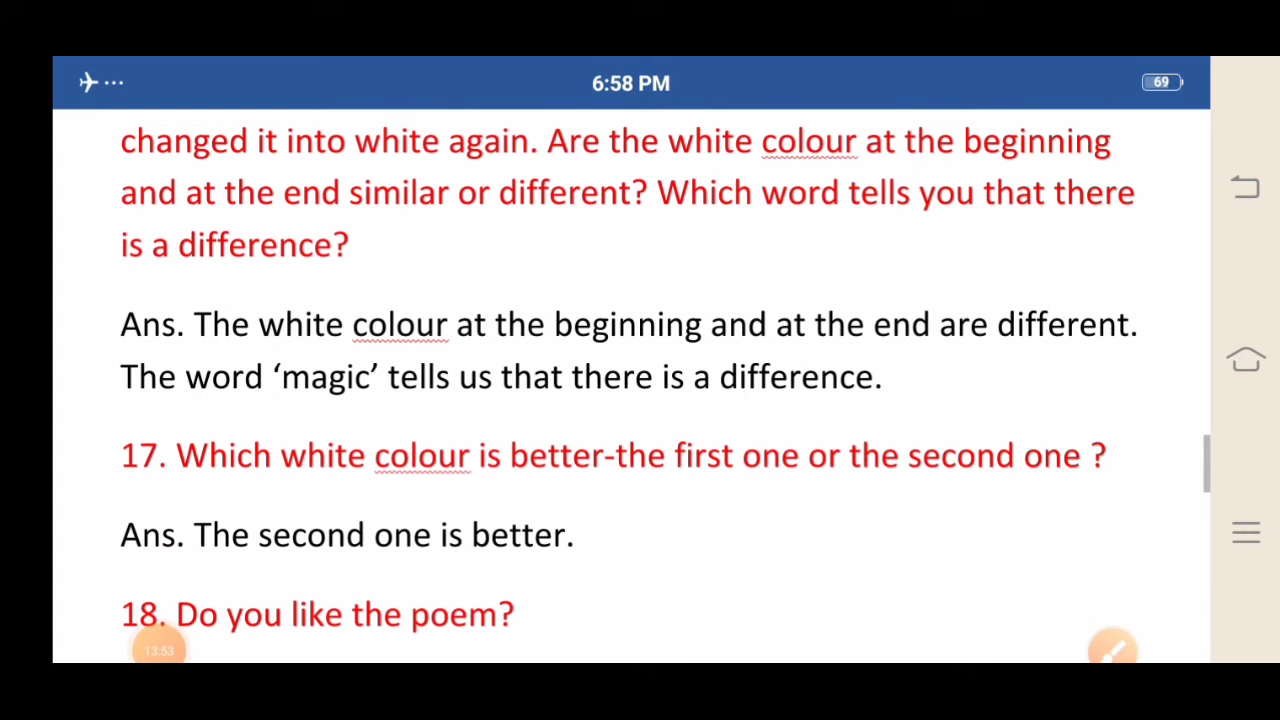 6:58 PM
69
changed it into white again. Are the white colour at the beginning
and at the end similar or different? Which word tells you that there
is a difference?
Ans. The white colour at the beginning and at the end are different.
The word ‘magic’ tells us that there is a difference.
17. Which white colour is better-the first one or the second one ?
Ans. The second one is better.
18. Do you like the poem?
13:53